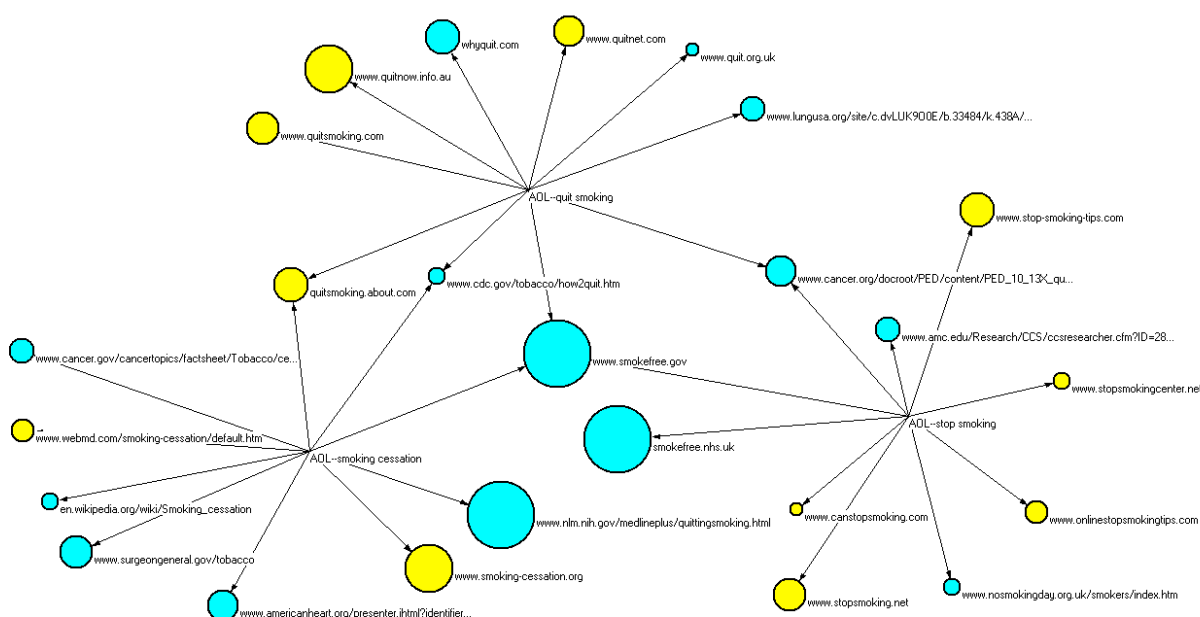 whyquit.com
www.quitnet.com
www.quit.org.uk
www.quitnow.info.au
www.lungusa.org/site/c.dvLUK9O0E/b.33484/k.438A/...
www.quitsmoking.com
AOL--quit smoking
www.stop-smoking-tips.com
www.cancer.org/docroot/PED/content/PED_10_13X_qu...
www.cdc.gov/tobacco/how2quit.htm
quitsmoking.about.com
www.amc.edu/Research/CCS/ccsresearcher.cfm?ID=28...
www.cancer.gov/cancertopics/factsheet/Tobacco/ce...
www.smokefree.gov
www.stopsmokingcenter.net
AOL--stop smoking
www.webmd.com/smoking-cessation/default.htm
smokefree.nhs.uk
AOL--smoking cessation
en.wikipedia.org/wiki/Smoking_cessation
www.canstopsmoking.com
www.onlinestopsmokingtips.com
www.nlm.nih.gov/medlineplus/quittingsmoking.html
www.surgeongeneral.gov/tobacco
www.smoking-cessation.org
www.nosmokingday.org.uk/smokers/index.htm
www.stopsmoking.net
www.americanheart.org/presenter.jhtml?identifier...